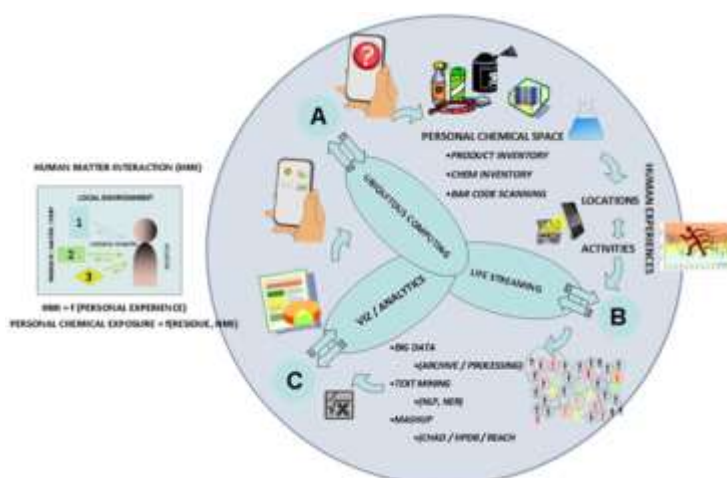 HUMAN MATTER INTERACTION (HMI)
LOCAL ENVIRONMENT
1
2
3
HMI = f (PERSONAL EXPERIENCE)
PERSONAL CHEMICAL EXPOSURE = f(RESIDUE, HMI)
?
A
PERSONAL CHEMICAL SPACE
•PRODUCT INVENTORY
•CHEM INVENTORY
•BAR CODE SCANNING
LOCATIONS
ACTIVITIES
HUMAN EXPERIENCES
UBIQUITOUS COMPUTING
LIFE STREAMING
VIZ / ANALYTICS
B
C
•BIG DATA
•(ARCHIVE / PROCESSING)
•TEXT MINING
•(NLP, NER)
•MASHUP
•(CHAD / HPDB / REACH